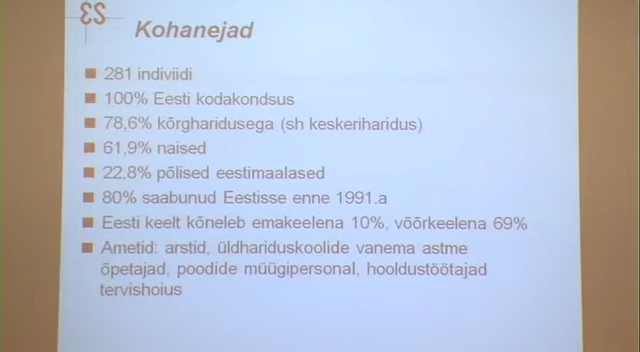 ES
Kohanejad
281 indiviidi
100% Eesti kodakondsus
78,6% kõrgharidusega (sh keskeriharidus)
61,9% naised
22,8% põlised eestimaalased
80% saabunud Eestisse enne 1991.a
Eesti keelt kõneleb emakeelena 10%, võõrkeelena 69%
Ametid: arstid, üldhariduskoolide vanema astme
õpetajad, poodide müügipersonal, hooldustöötajad
tervishoius